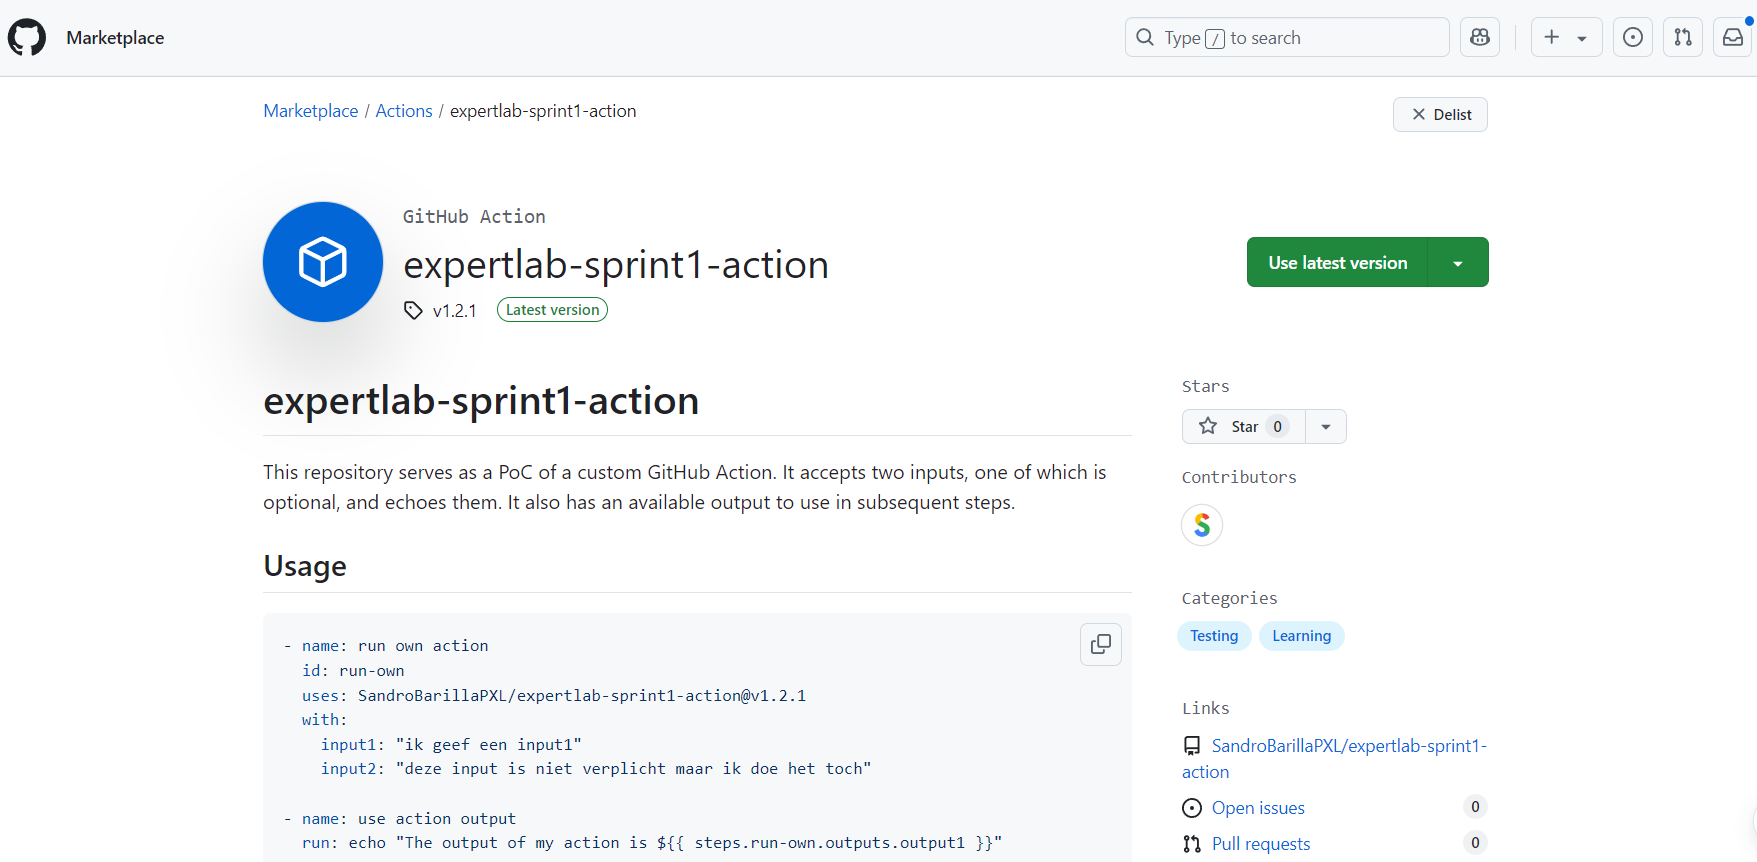 Marketplace
Type / to search
Marketplace / Actions / expertlab-sprint1-action
Delist
GitHub Action
expertlab-sprint1-action
v1.2.1 Latest version
Use latest version
expertlab-sprint1-action
This repository serves as a PoC of a custom GitHub Action. It accepts two inputs, one of which is
optional, and echoes them. It also has an available output to use in subsequent steps.
Usage
- name: run own action
id: run-own
uses: SandroBarillaPXL/expertlab-sprint1-action@v1.2.1
with:
input1: "ik geef een input1"
input2: "deze input is niet verplicht maar ik doe het toch"
- name: use action output
run: echo "The output of my action is ${{ steps.run-own.outputs.output1 }}"
Stars
Star 0
Contributors
S
Categories
Testing Learning
Links
SandroBarillaPXL/expertlab-sprint1-
action
Open issues 0
Pull requests 0